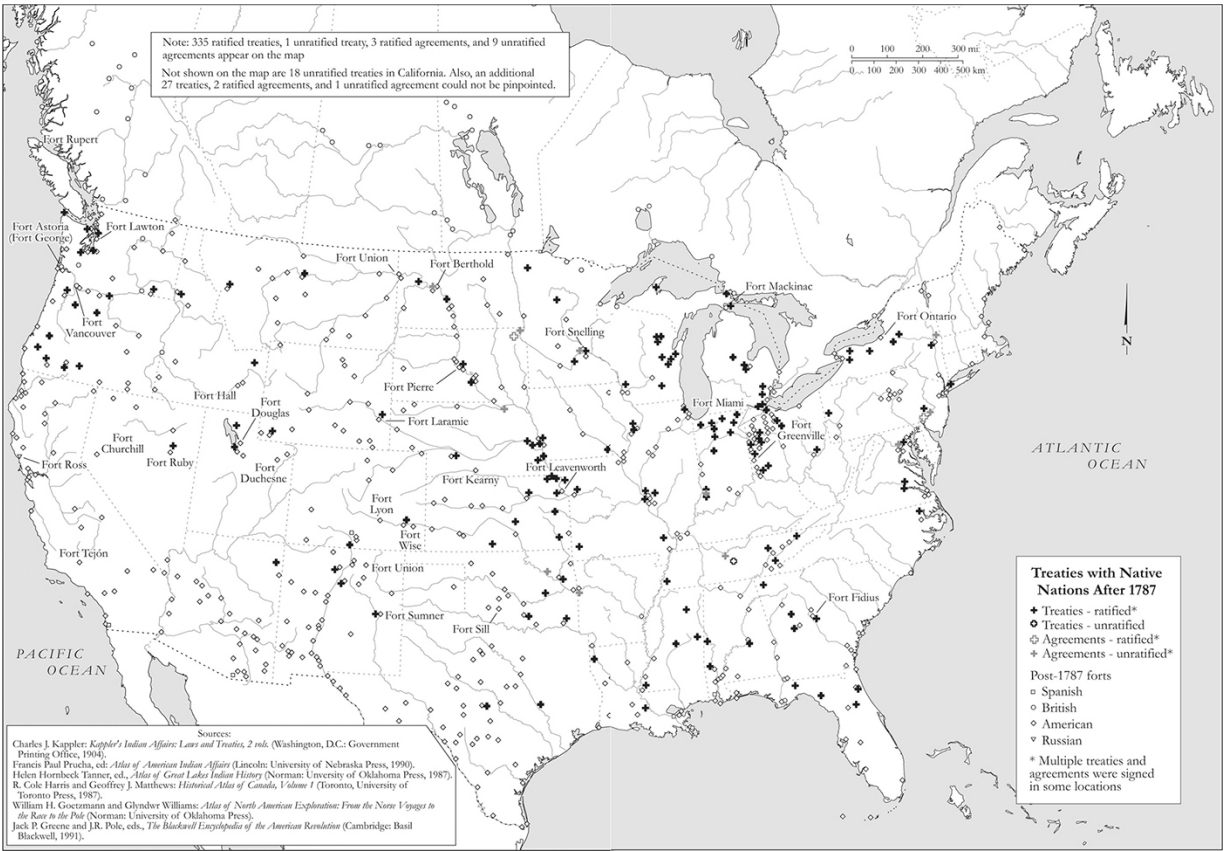 Note: 335 ratified treaties, 1 unratified treaty, 3 ratified agreements, and 9 unratified
agreements appear on the map
Not shown on the map are 18 unratified treaties in California. Also, an additional
27 treaties, 2 ratified agreements, and 1 unratified agreement could not be pinpointed.
0 100 200 300 mi.
0 100 200 300 400 500 km
Fort Rupert
Fort Astoria
(Fort George)
Fort Lawton
Fort Union
Fort Berthold
Fort Mackinac
Fort
Vancouver
Fort Snelling
Fort Ontario
N
Fort Pierre
Fort Hall
Fort
Douglas
Fort Laramie
Fort Miami
Fort
Greenville
Fort
Churchill
Fort Ruby
Fort Ross
Fort
Duchesne
Fort Kearny
Fort Leavenworth
ATLANTIC
OCEAN
Fort
Lyon
Fort
Wise
Fort Tejón
Fort Union
Fort Sumner
Fort Sill
Fort Fidius
PACIFIC
OCEAN
Treaties with Native
Nations After 1787
Treaties - ratified*
Treaties - unratified
Agreements - ratified*
Agreements - unratified*
Post-1787 forts
Spanish
British
American
Russian
* Multiple treaties and
agreements were signed
in some locations
Sources:
Charles J. Kappler: Kappler's Indian Affairs: Laws and Treaties, 2 vols. (Washington, D.C.: Government
Printing Office, 1904).
Francis Paul Prucha, ed: Atlas of American Indian Affairs (Lincoln: University of Nebraska Press, 1990).
Helen Hornbeck Tanner, ed., Atlas of Great Lakes Indian History (Norman: Unversity of Oklahoma Press, 1987).
R. Cole Harris and Geoffrey J. Matthews: Historical Atlas of Canada, Volume 1 (Toronto, University of
Toronto Press, 1987).
William H. Goetzmann and Glyndwr Williams: Atlas of North American Exploration: From the Norse Voyages to
the Race to the Pole (Norman: University of Oklahoma Press).
Jack P. Greene and J.R. Pole, eds., The Blackwell Encyclopedia of the American Revolution (Cambridge: Basil
Blackwell, 1991).